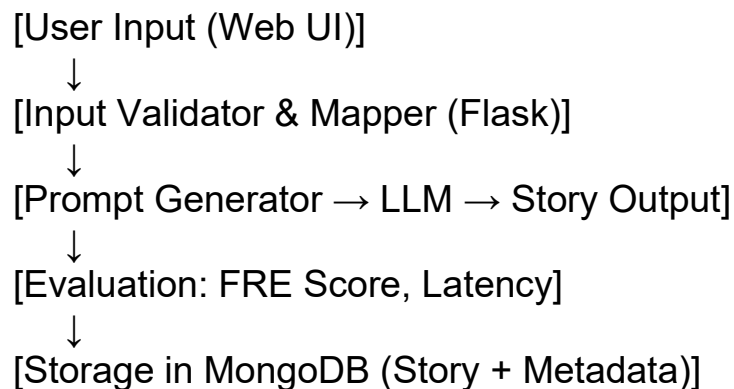 [User Input (Web UI)]
↓
[Input Validator & Mapper (Flask)]
↓
[Prompt Generator → LLM → Story Output]
↓
[Evaluation: FRE Score, Latency]
↓
[Storage in MongoDB (Story + Metadata)]